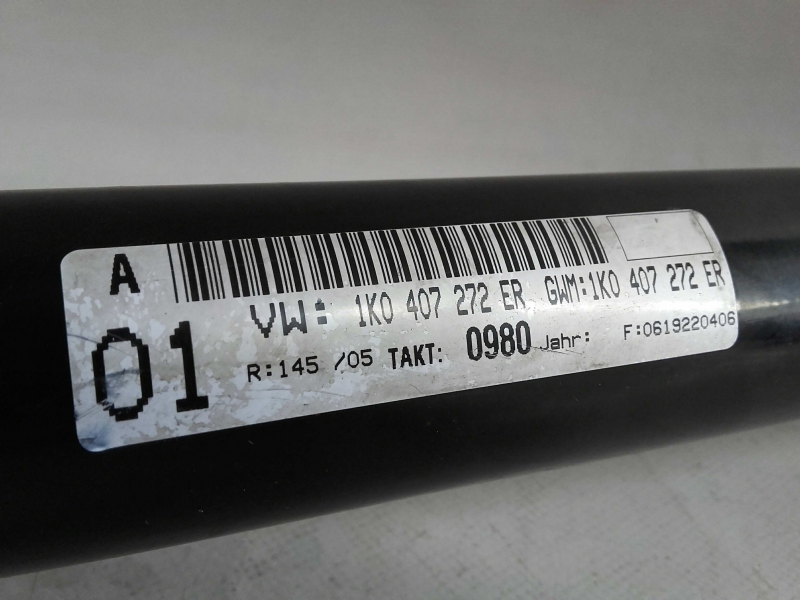 A
01
VW: 1K0 407 272 ER GWM:1K0 407 272 ER
R:145 /05 TAKT: 0980 Jahr: F:0619220406